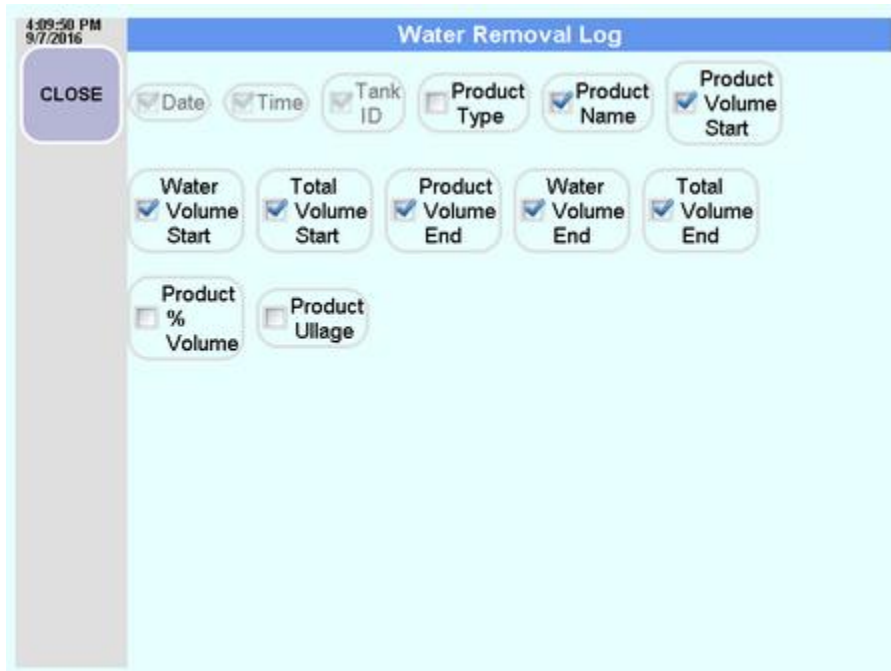 4:09:50 PM
9/7/2016
Water Removal Log
CLOSE
Date
Time
Tank
ID
Product
Type
Product
Name
Product
Volume
Start
Water
Volume
Start
Total
Volume
Start
Product
Volume
End
Water
Volume
End
Total
Volume
End
Product
%
Volume
Product
Ullage